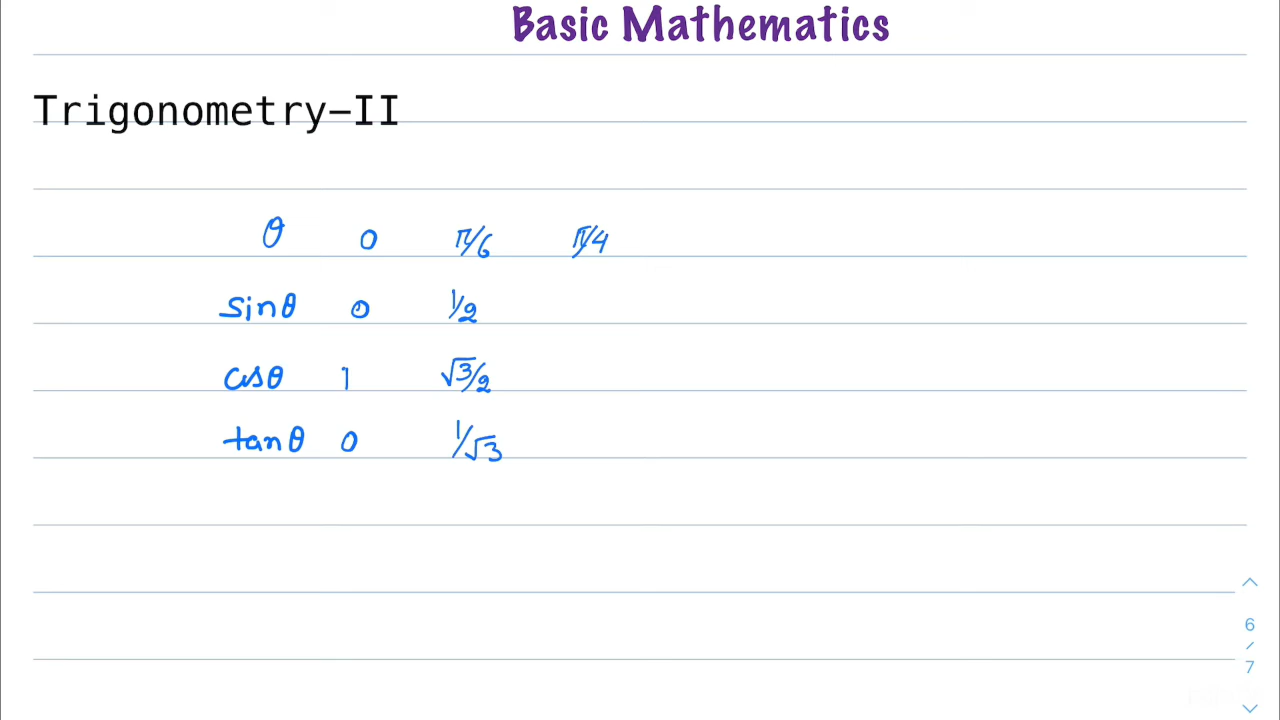 Basic Mathematics
Trigonometry-II
θ 0 π/6 π/4
sinθ 0 1/2
cosθ 1 √3/2
tanθ 0 1/√3
6
/
7